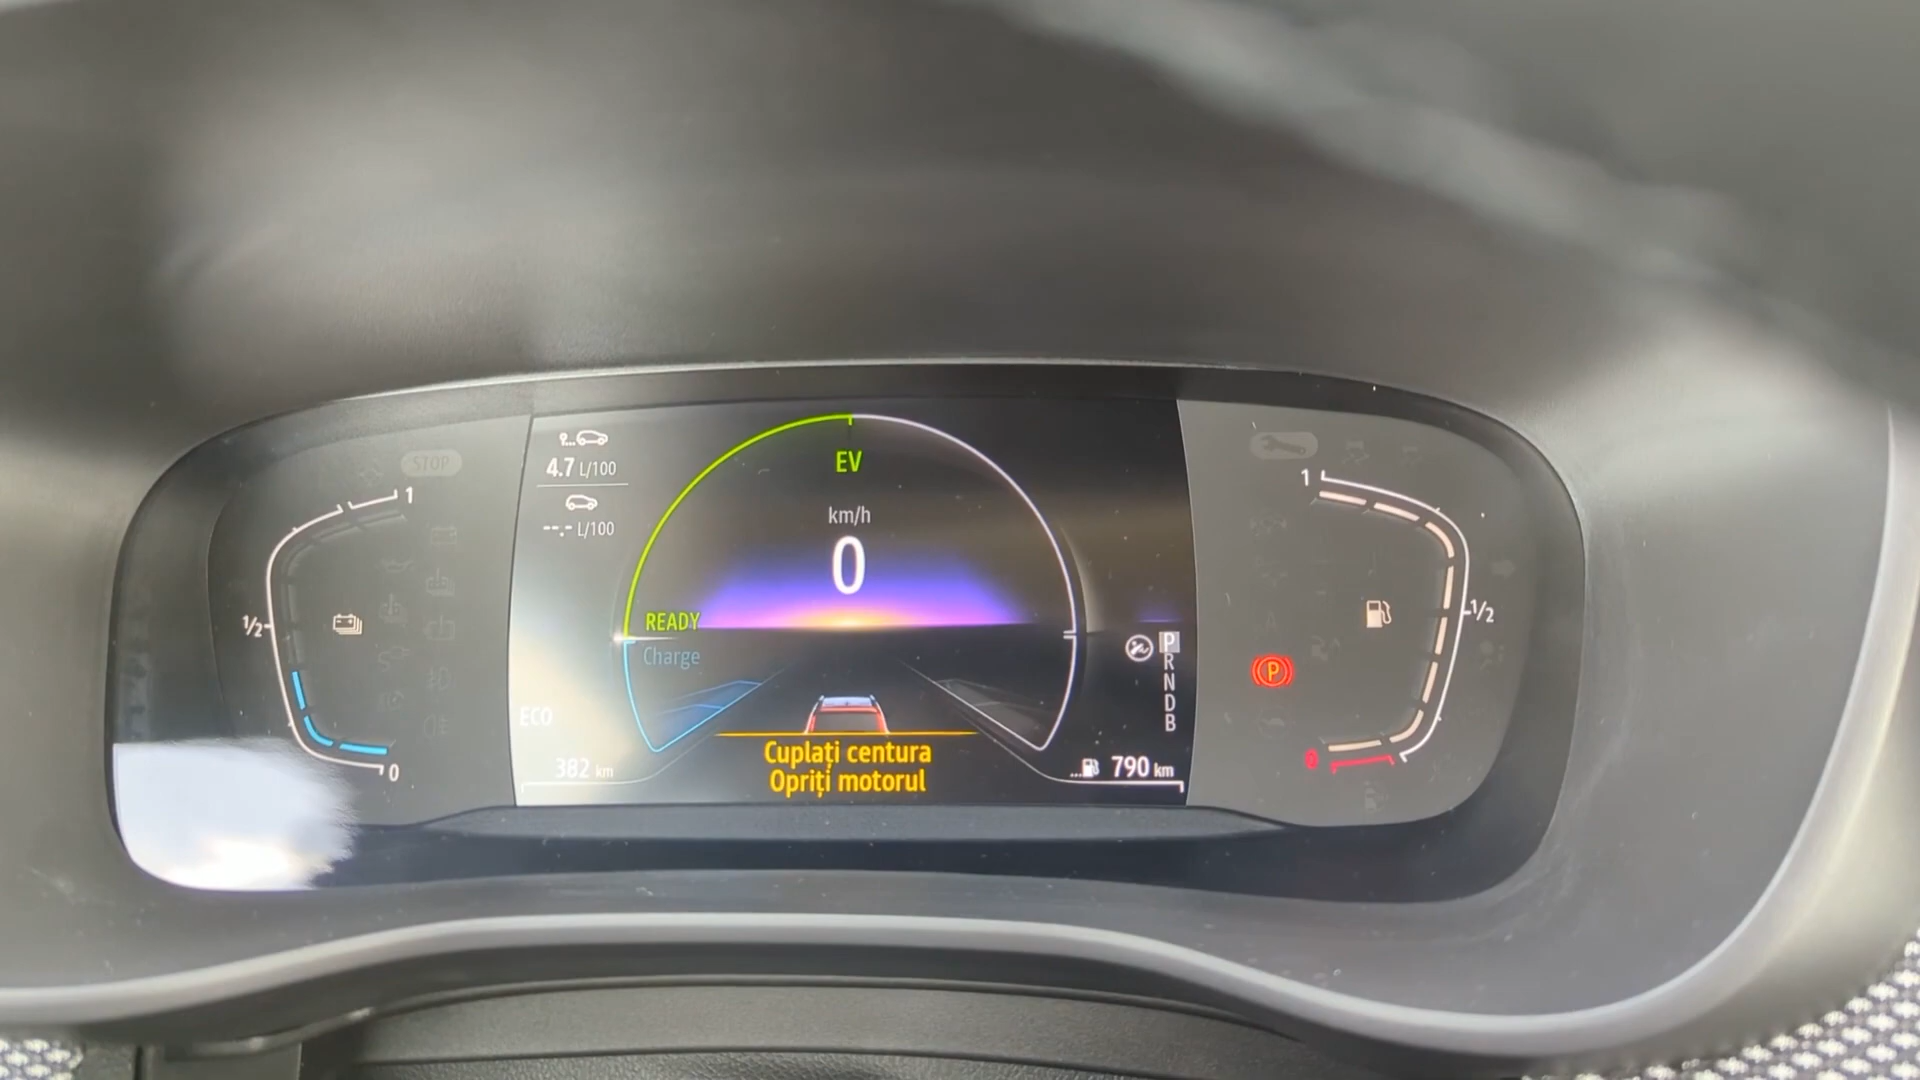 STOP
1
1/2
0
4.7 L/100
--.- L/100
EV
km/h
0
READY
Charge
ECO
382 km
Cuplați centura
Opriți motorul
P
R
N
D
B
790 km
1
1/2
0
P